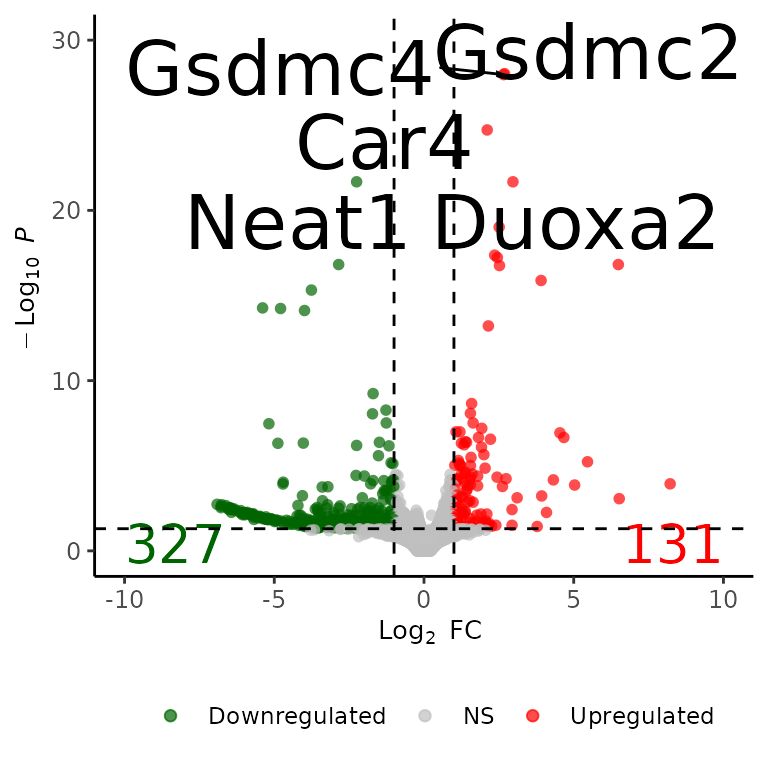 Gsdmc4 Gsdmc2
Car4
Neat1 Duoxa2
30
20
10
0
−Log10 P
327 131
-10 -5 0 5 10
Log2 FC
Downregulated NS Upregulated